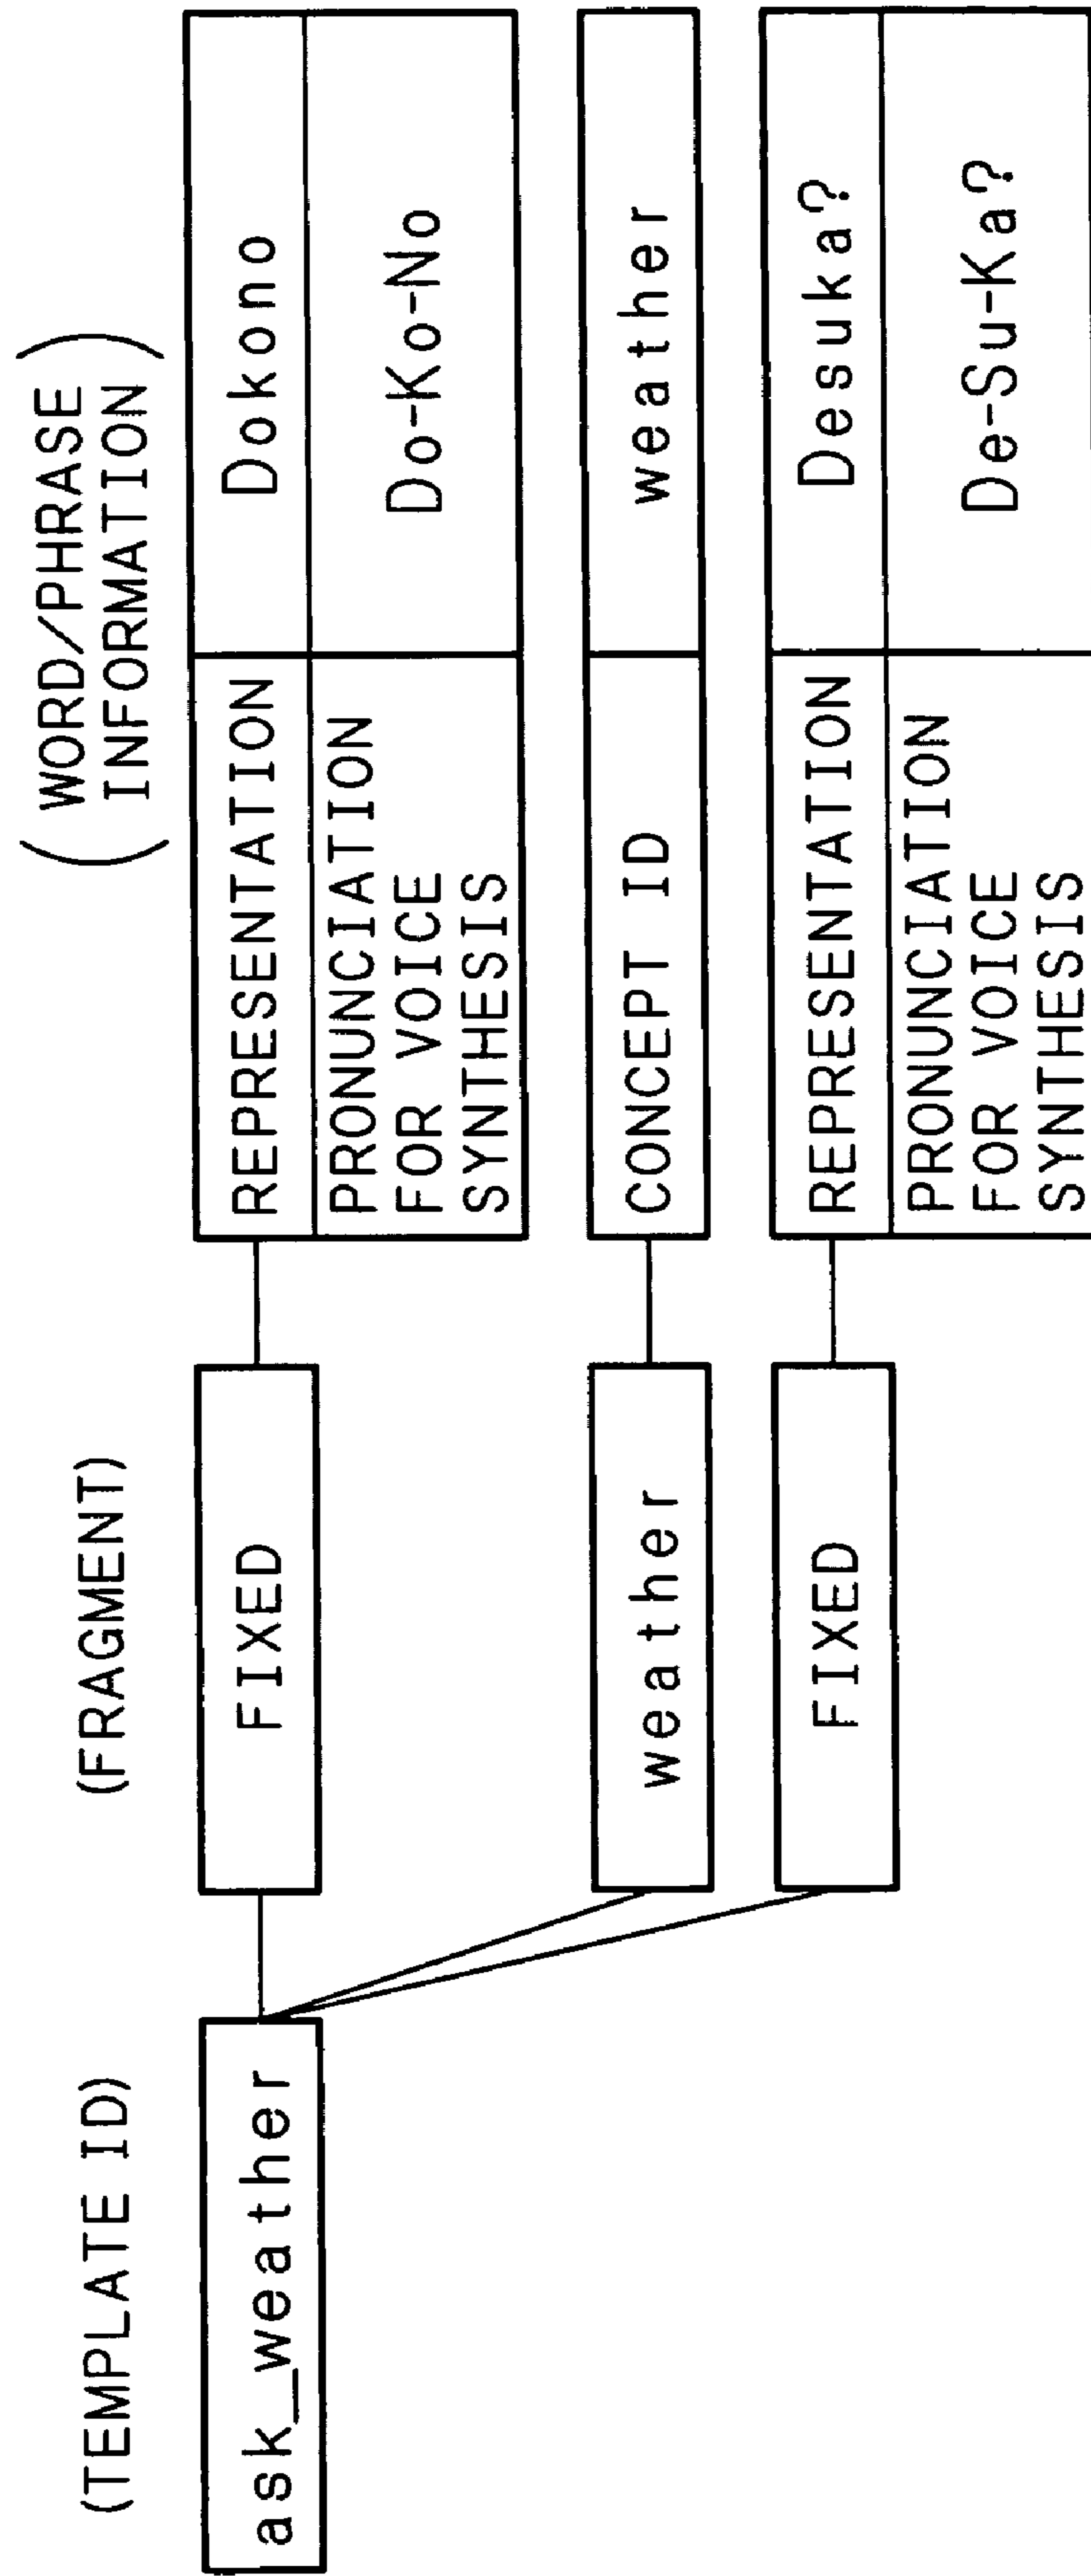 (TEMPLATE ID)
(FRAGMENT)
(WORD/PHRASE
INFORMATION)
ask_weather
FIXED
REPRESENTATION
Dokono
PRONUNCIATION
FOR VOICE
SYNTHESIS
Do-Ko-No
weather
CONCEPT ID
weather
FIXED
REPRESENTATION
Desuka?
PRONUNCIATION
FOR VOICE
SYNTHESIS
De-Su-Ka?